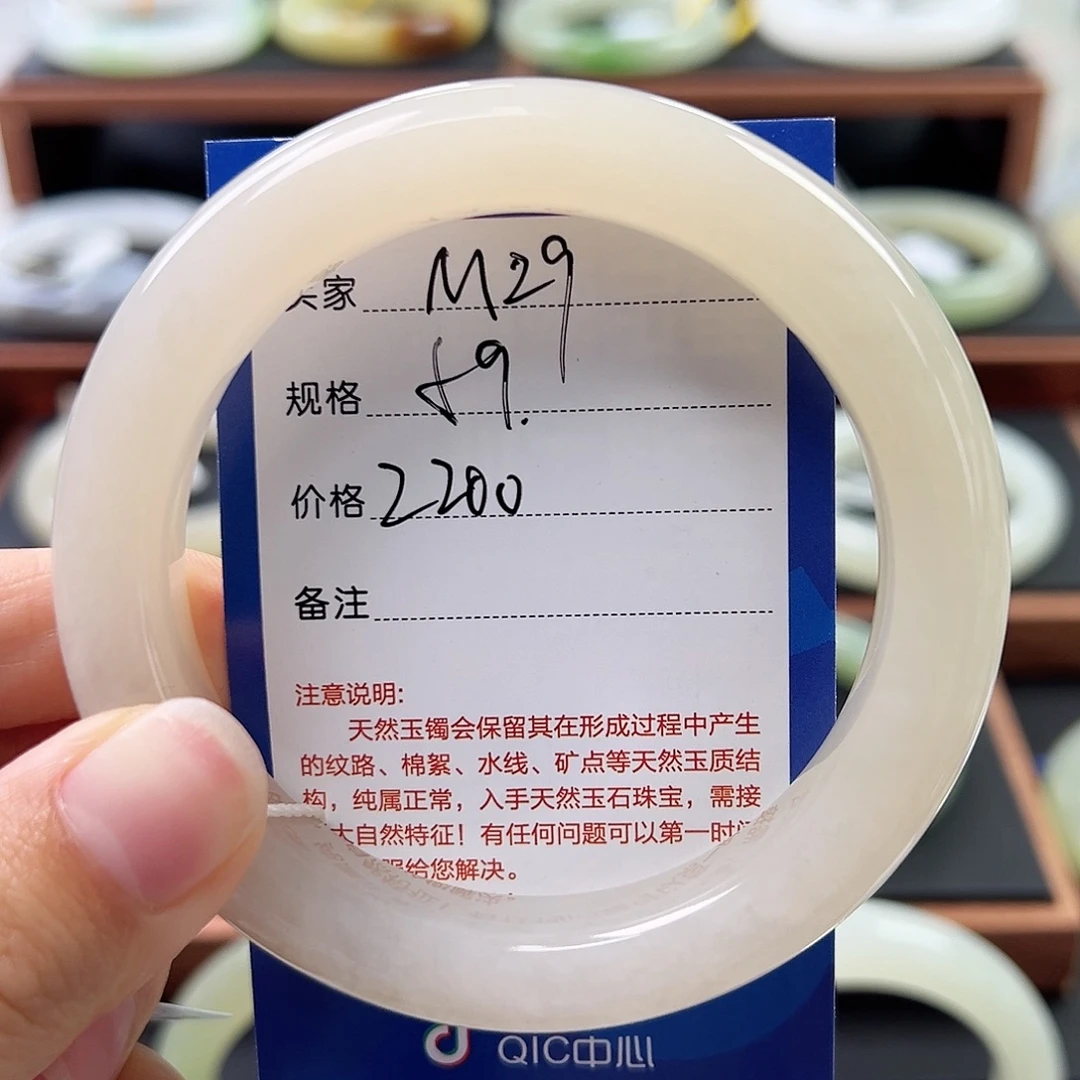 家 M29
规格 59.
价格 2200
备注
注意说明:
天然玉镯会保留其在形成过程中产生
的纹路、棉絮、水线、矿点等天然玉质结
构，纯属正常，入手天然玉石珠宝，需接
大自然特征！有任何问题可以第一时间
给您解决。
QIC中心